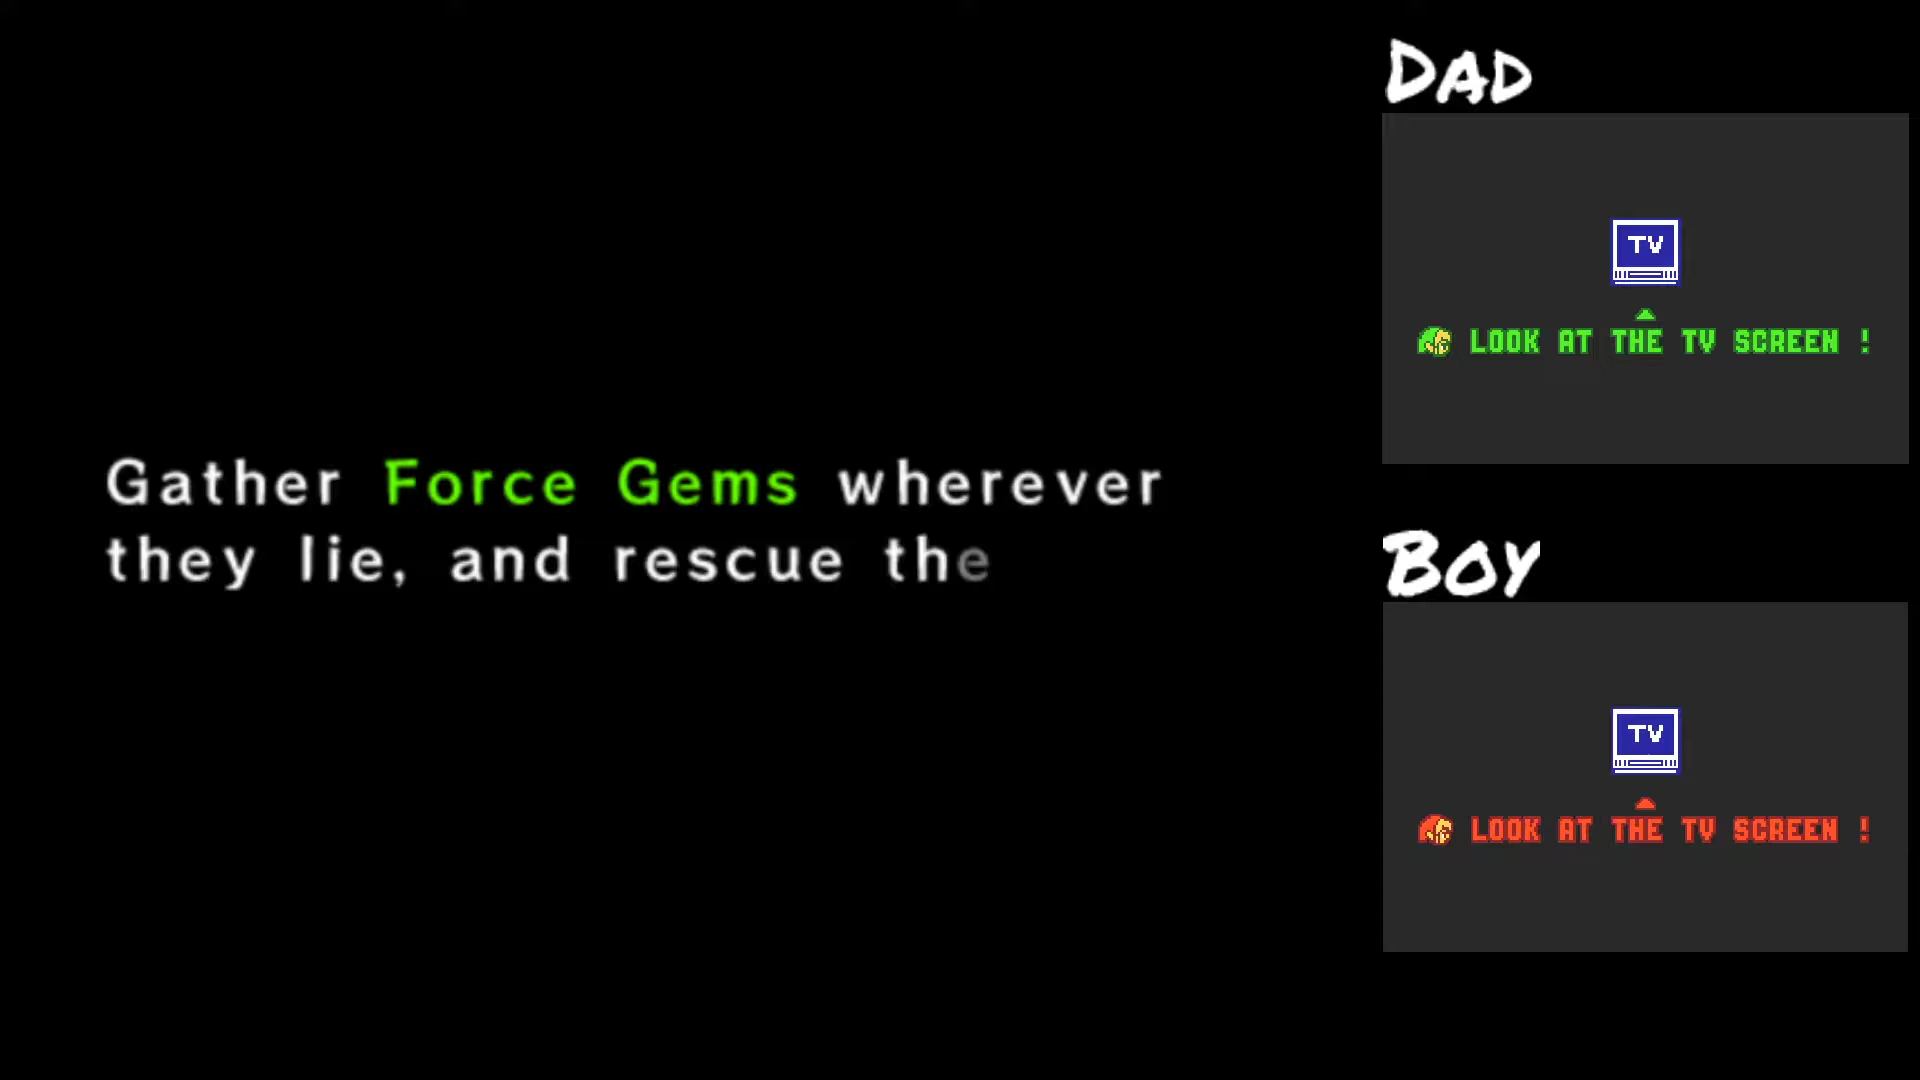 Gather Force Gems wherever
they lie, and rescue the
DAD
TV
LOOK AT THE TV SCREEN !
BOY
TV
LOOK AT THE TV SCREEN !